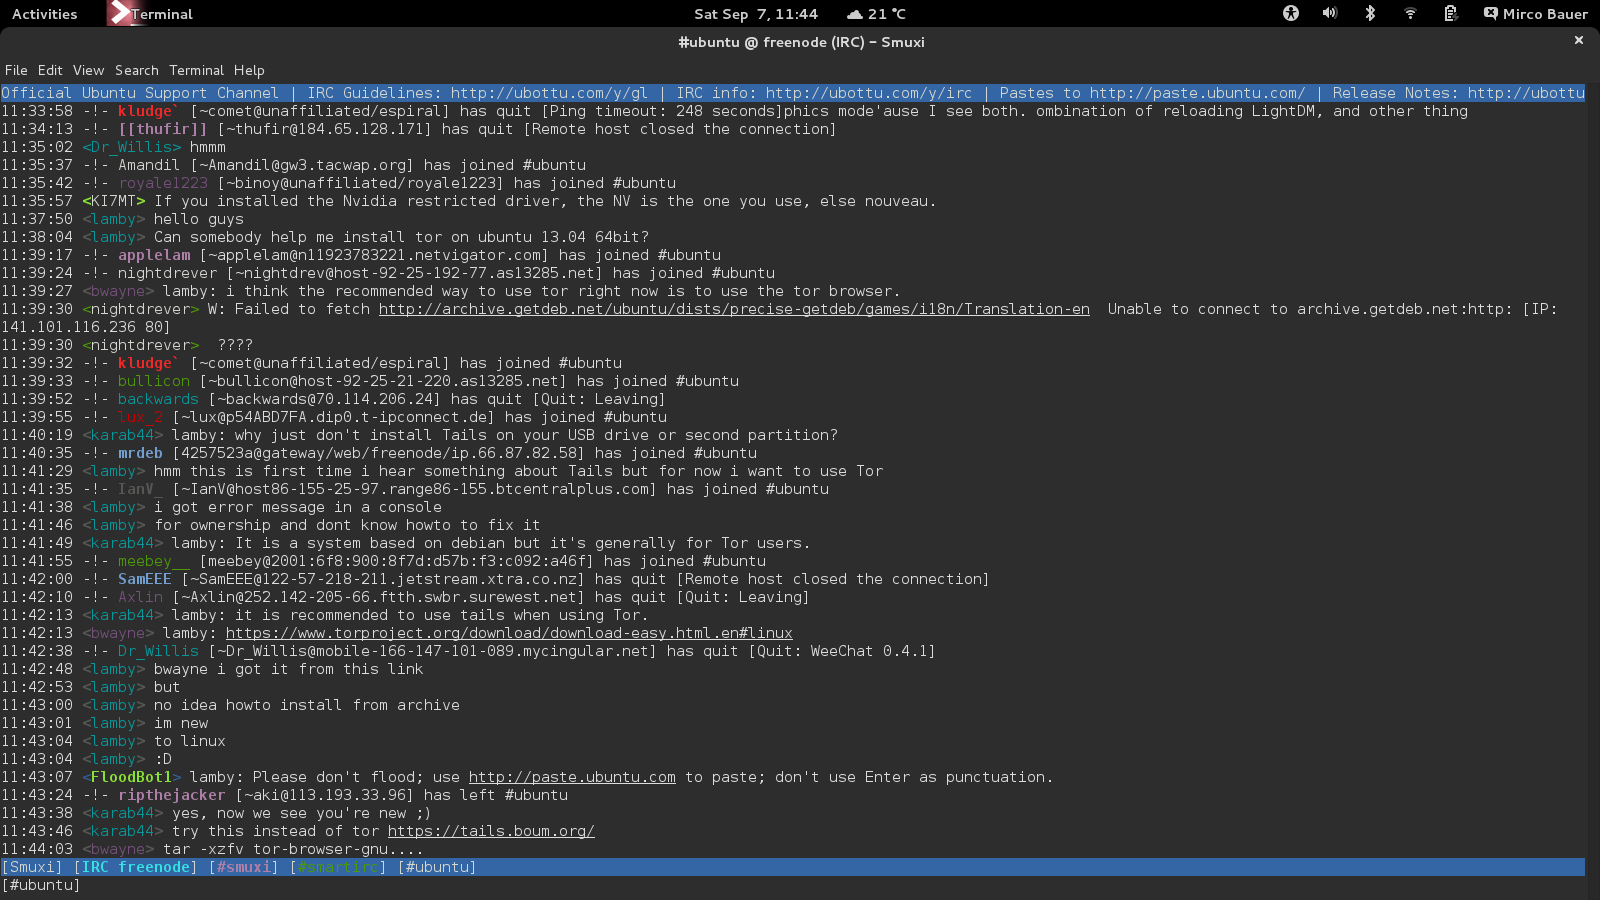 Activities Terminal Sat Sep 7, 11:44 21 °C Mirco Bauer
#ubuntu @ freenode (IRC) - Smuxi
File Edit View Search Terminal Help
Official Ubuntu Support Channel | IRC Guidelines: http://ubottu.com/y/gl | IRC info: http://ubottu.com/y/irc | Pastes to http://paste.ubuntu.com/ | Release Notes: http://ubottu
11:33:58 -!- kludge` [~comet@unaffiliated/espiral] has quit [Ping timeout: 248 seconds]phics mode'ause I see both. ombination of reloading LightDM, and other thing
11:34:13 -!- [[thufir]] [~thufir@184.65.128.171] has quit [Remote host closed the connection]
11:35:02 <Dr_Willis> hmmm
11:35:37 -!- Amandil [~Amandil@gw3.tacwap.org] has joined #ubuntu
11:35:42 -!- royale1223 [~binoy@unaffiliated/royale1223] has joined #ubuntu
11:35:57 <KI7MT> If you installed the Nvidia restricted driver, the NV is the one you use, else nouveau.
11:37:50 <lamby> hello guys
11:38:04 <lamby> Can somebody help me install tor on ubuntu 13.04 64bit?
11:39:17 -!- applelam [~applelam@n11923783221.netvigator.com] has joined #ubuntu
11:39:24 -!- nightdrever [~nightdrev@host-92-25-192-77.as13285.net] has joined #ubuntu
11:39:27 <bwayne> lamby: i think the recommended way to use tor right now is to use the tor browser.
11:39:30 <nightdrever> W: Failed to fetch http://archive.getdeb.net/ubuntu/dists/precise-getdeb/games/i18n/Translation-en  Unable to connect to archive.getdeb.net:http: [IP:
141.101.116.236 80]
11:39:30 <nightdrever>  ????
11:39:32 -!- kludge` [~comet@unaffiliated/espiral] has joined #ubuntu
11:39:33 -!- bullicon [~bullicon@host-92-25-21-220.as13285.net] has joined #ubuntu
11:39:52 -!- backwards [~backwards@70.114.206.24] has quit [Quit: Leaving]
11:39:55 -!- lux_2 [~lux@p54ABD7FA.dip0.t-ipconnect.de] has joined #ubuntu
11:40:19 <karab44> lamby: why just don't install Tails on your USB drive or second partition?
11:40:35 -!- mrdeb [4257523a@gateway/web/freenode/ip.66.87.82.58] has joined #ubuntu
11:41:29 <lamby> hmm this is first time i hear something about Tails but for now i want to use Tor
11:41:35 -!- IanV_ [~IanV@host86-155-25-97.range86-155.btcentralplus.com] has joined #ubuntu
11:41:38 <lamby> i got error message in a console
11:41:46 <lamby> for ownership and dont know howto to fix it
11:41:49 <karab44> lamby: It is a system based on debian but it's generally for Tor users.
11:41:55 -!- meebey__ [meebey@2001:6f8:900:8f7d:d57b:f3:c092:a46f] has joined #ubuntu
11:42:00 -!- SamEEE [~SamEEE@122-57-218-211.jetstream.xtra.co.nz] has quit [Remote host closed the connection]
11:42:10 -!- Axlin [~Axlin@252.142-205-66.ftth.swbr.surewest.net] has quit [Quit: Leaving]
11:42:13 <karab44> lamby: it is recommended to use tails when using Tor.
11:42:13 <bwayne> lamby: https://www.torproject.org/download/download-easy.html.en#linux
11:42:38 -!- Dr_Willis [~Dr_Willis@mobile-166-147-101-089.mycingular.net] has quit [Quit: WeeChat 0.4.1]
11:42:48 <lamby> bwayne i got it from this link
11:42:53 <lamby> but
11:43:00 <lamby> no idea howto install from archive
11:43:01 <lamby> im new
11:43:04 <lamby> to linux
11:43:04 <lamby> :D
11:43:07 <FloodBot1> lamby: Please don't flood; use http://paste.ubuntu.com to paste; don't use Enter as punctuation.
11:43:24 -!- ripthejacker [~aki@113.193.33.96] has left #ubuntu
11:43:38 <karab44> yes, now we see you're new ;)
11:43:46 <karab44> try this instead of tor https://tails.boum.org/
11:44:03 <bwayne> tar -xzfv tor-browser-gnu....
[Smuxi] [IRC freenode] [#smuxi] [#smartirc] [#ubuntu]
[#ubuntu]